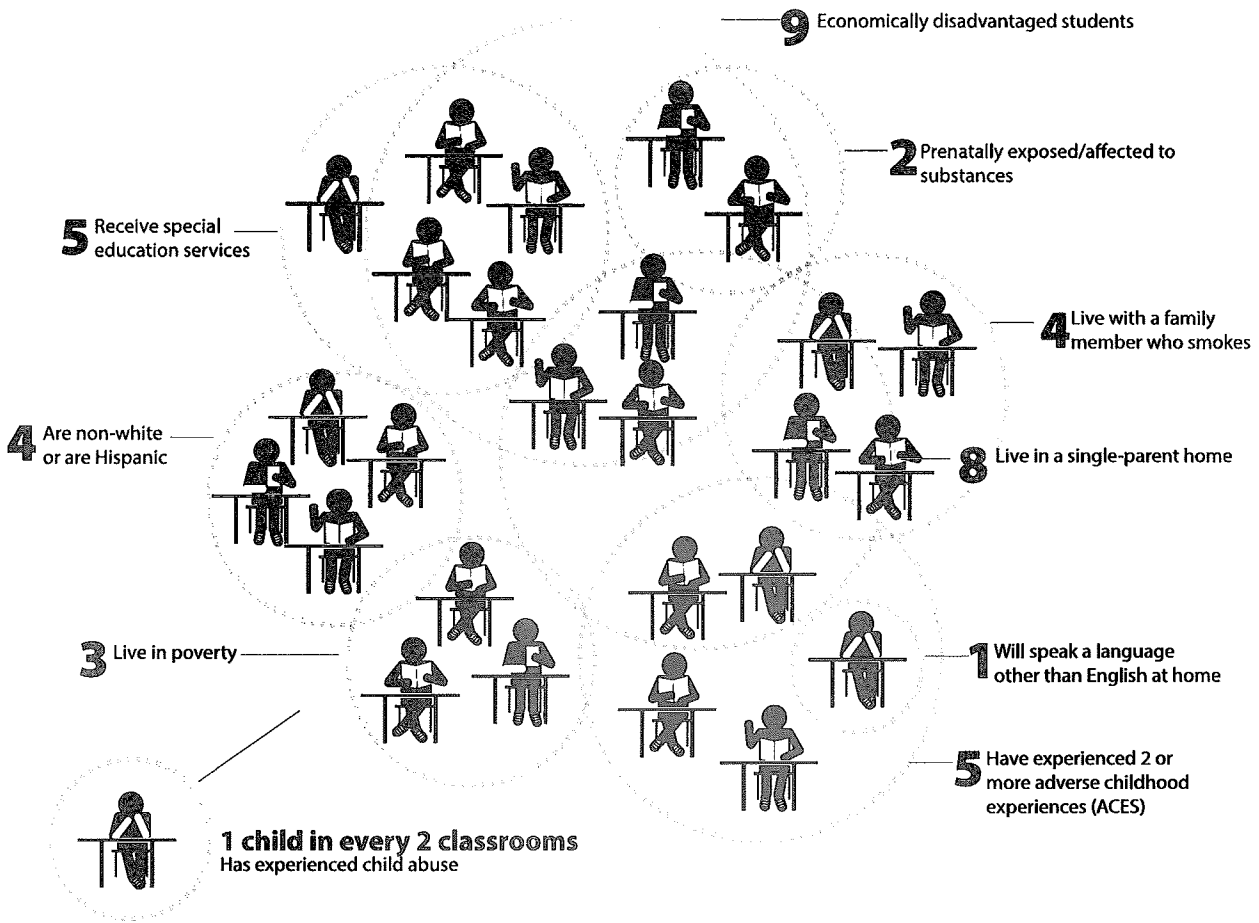 9 Economically disadvantaged students
2 Prenatally exposed/affected to
substances
5 Receive special
education services
4 Live with a family
member who smokes
4 Are non-white
or are Hispanic
8 Live in a single-parent home
3 Live in poverty
1 Will speak a language
other than English at home
5 Have experienced 2 or
more adverse childhood
experiences (ACES)
1 child in every 2 classrooms
Has experienced child abuse